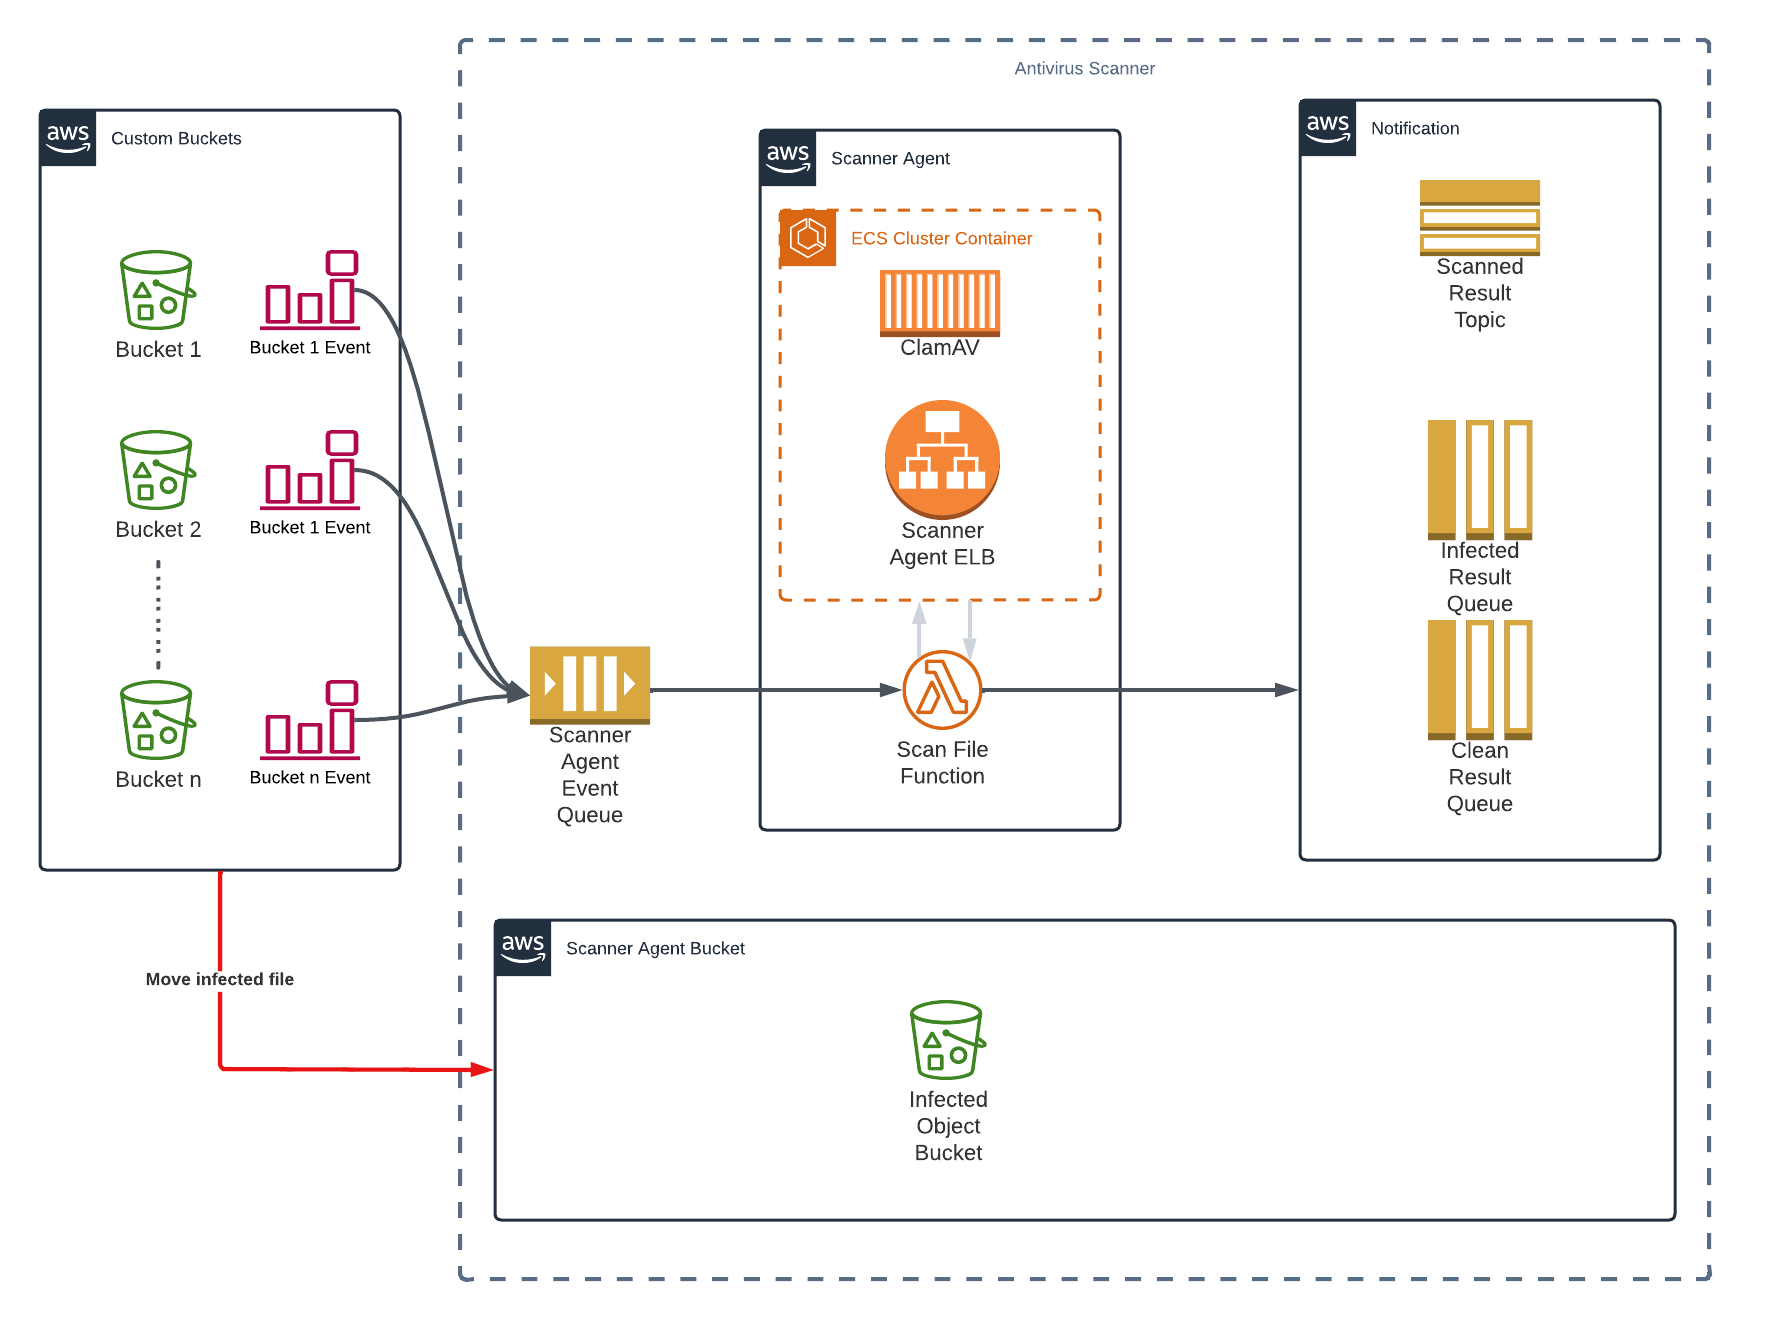 Antivirus Scanner
aws
Custom Buckets
Bucket 1
Bucket 1 Event
Bucket 2
Bucket 1 Event
Bucket n
Bucket n Event
Scanner
Agent
Event
Queue
aws
Scanner Agent
ECS Cluster Container
ClamAV
Scanner
Agent ELB
Scan File
Function
aws
Notification
Scanned
Result
Topic
Infected
Result
Queue
Clean
Result
Queue
Move infected file
aws
Scanner Agent Bucket
Infected
Object
Bucket